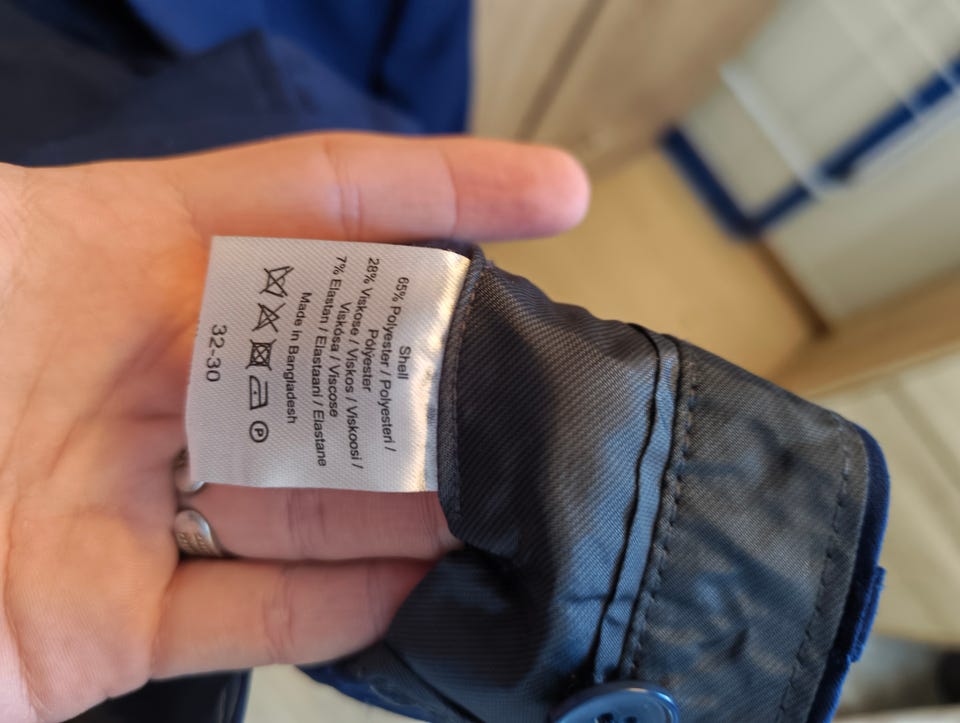 Shell
65% Polyester / Polyesteri /
Pólyester
28% Viskose / Viskos / Viskoosi /
Viskósa / Viscose
7% Elastan / Elastaani / Elastane
Made in Bangladesh
P
32-30